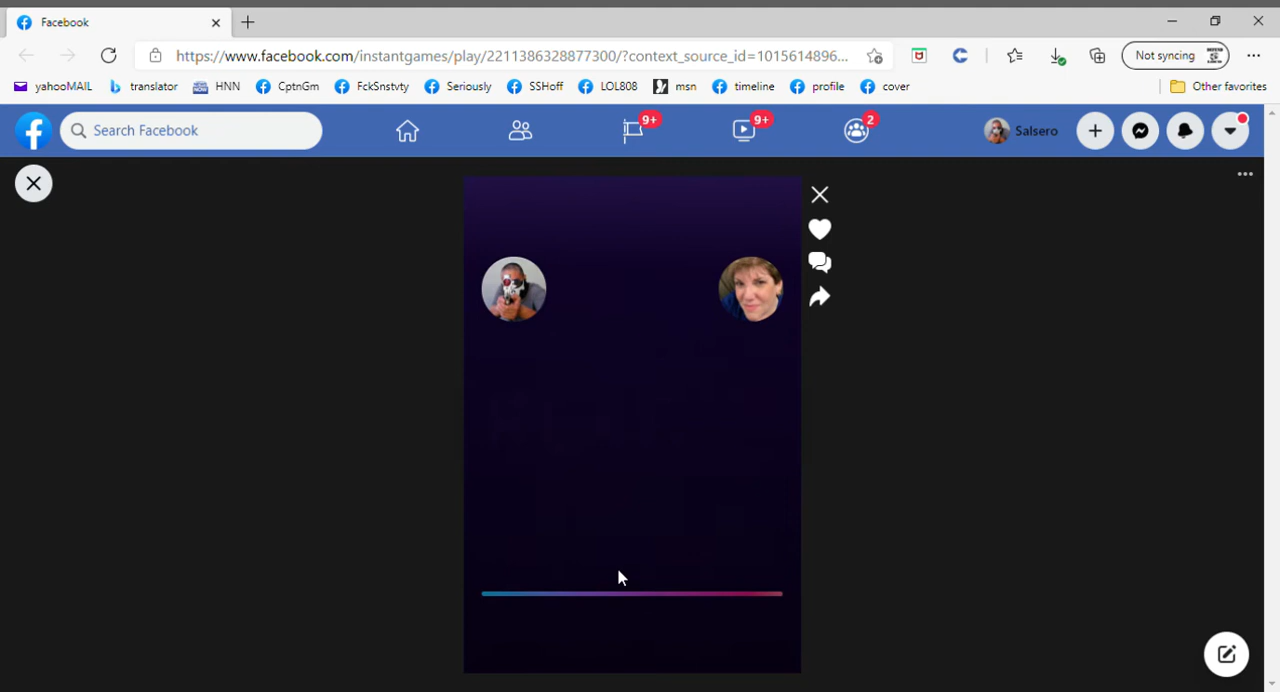 Facebook
https://www.facebook.com/instantgames/play/2211386328877300/?context_source_id=1015614896...
Not syncing
yahooMAIL translator HNN CptnGm FckSnstvty Seriously SSHoff LOL808 msn timeline profile cover Other favorites
Search Facebook 9+ 9+ 2 Salsero